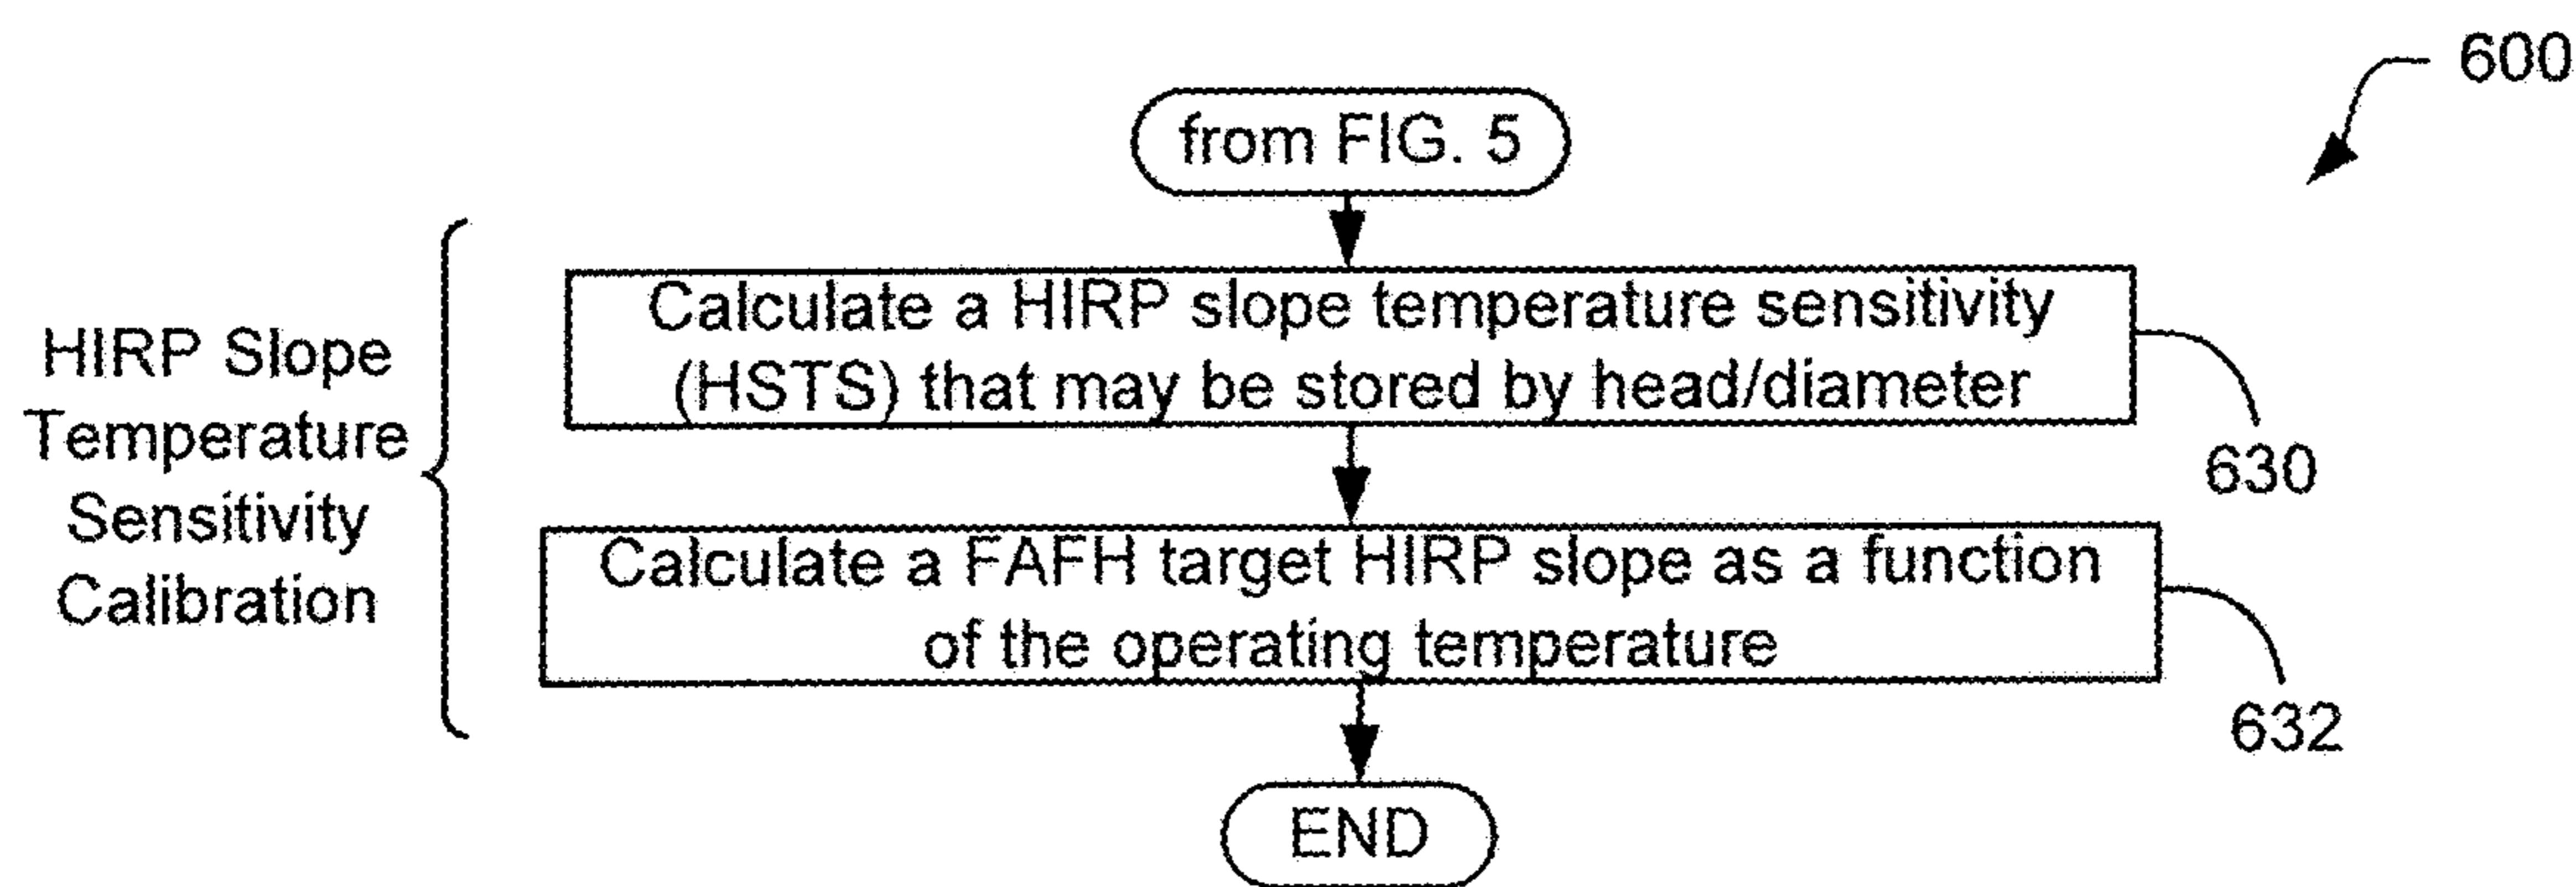 600
from FIG. 5
HIRP Slope
Temperature
Sensitivity
Calibration
Calculate a HIRP slope temperature sensitivity
(HSTS) that may be stored by head/diameter
630
Calculate a FAFH target HIRP slope as a function
of the operating temperature
632
END